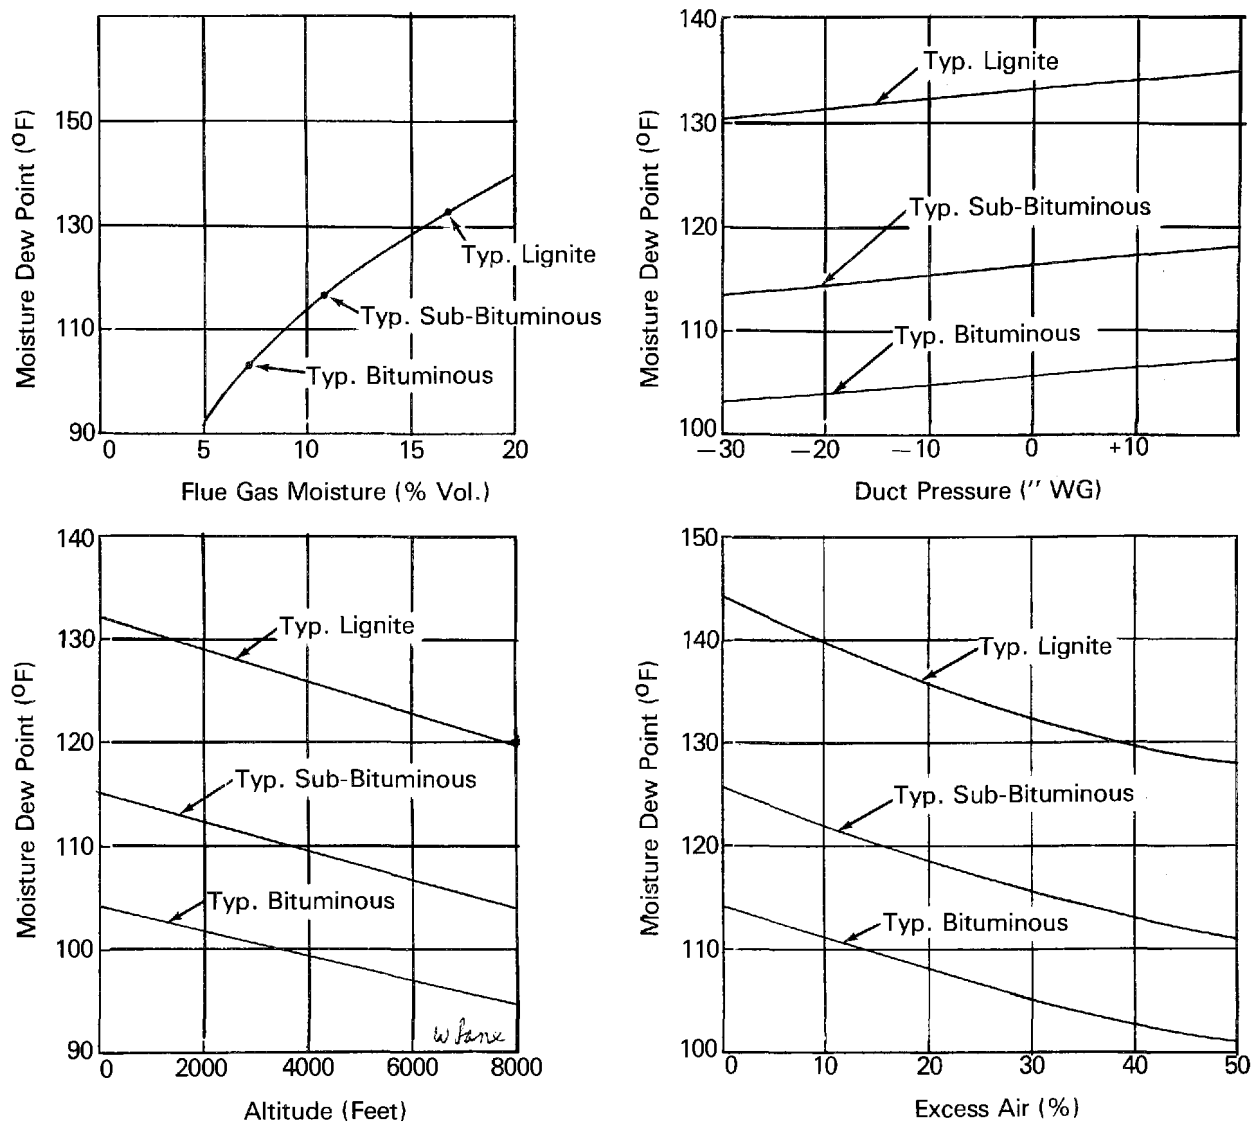 Moisture Dew Point (°F)
150
130
110
90
Typ. Lignite
Typ. Sub-Bituminous
Typ. Bituminous
0 5 10 15 20
Flue Gas Moisture (% Vol.)
Moisture Dew Point (°F)
140
130
120
110
100
Typ. Lignite
Typ. Sub-Bituminous
Typ. Bituminous
−30 −20 −10 0 +10
Duct Pressure (″ WG)
Moisture Dew Point (°F)
140
130
120
110
100
90
Typ. Lignite
Typ. Sub-Bituminous
Typ. Bituminous
0 2000 4000 6000 8000
Altitude (Feet)
Moisture Dew Point (°F)
150
140
130
120
110
100
Typ. Lignite
Typ. Sub-Bituminous
Typ. Bituminous
0 10 20 30 40 50
Excess Air (%)